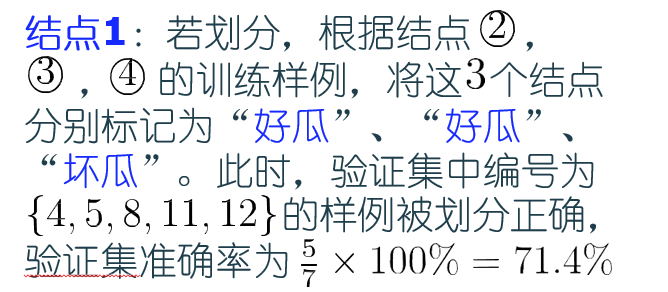 结点1：若划分，根据结点②，
③，④的训练样例，将这3个结点
分别标记为“好瓜”、“好瓜”、
“坏瓜”。此时，验证集中编号为
{4, 5, 8, 11, 12}的样例被划分正确，
验证集准确率为 5/7 × 100% = 71.4%